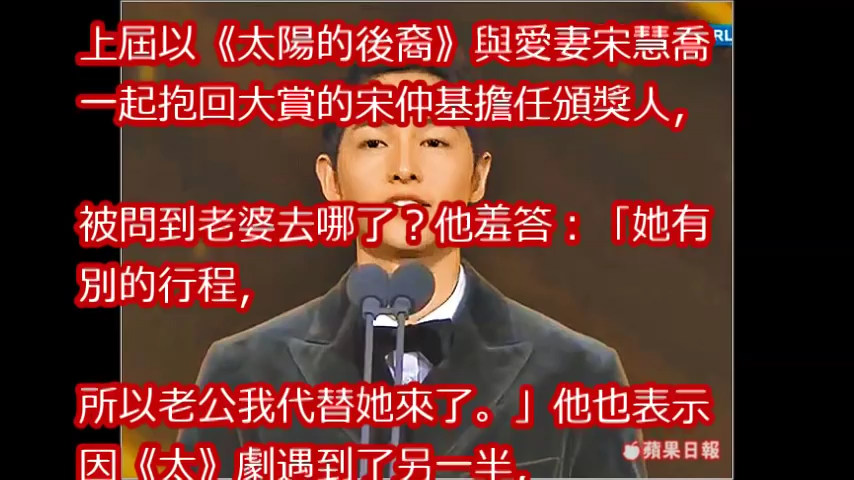 上屆以《太陽的後裔》與愛妻宋慧喬
一起抱回大賞的宋仲基擔任頒獎人，
被問到老婆去哪了？他羞答：「她有
別的行程，
所以老公我代替她來了。」他也表示
因《太》劇遇到了另一半，
RL
蘋果日報